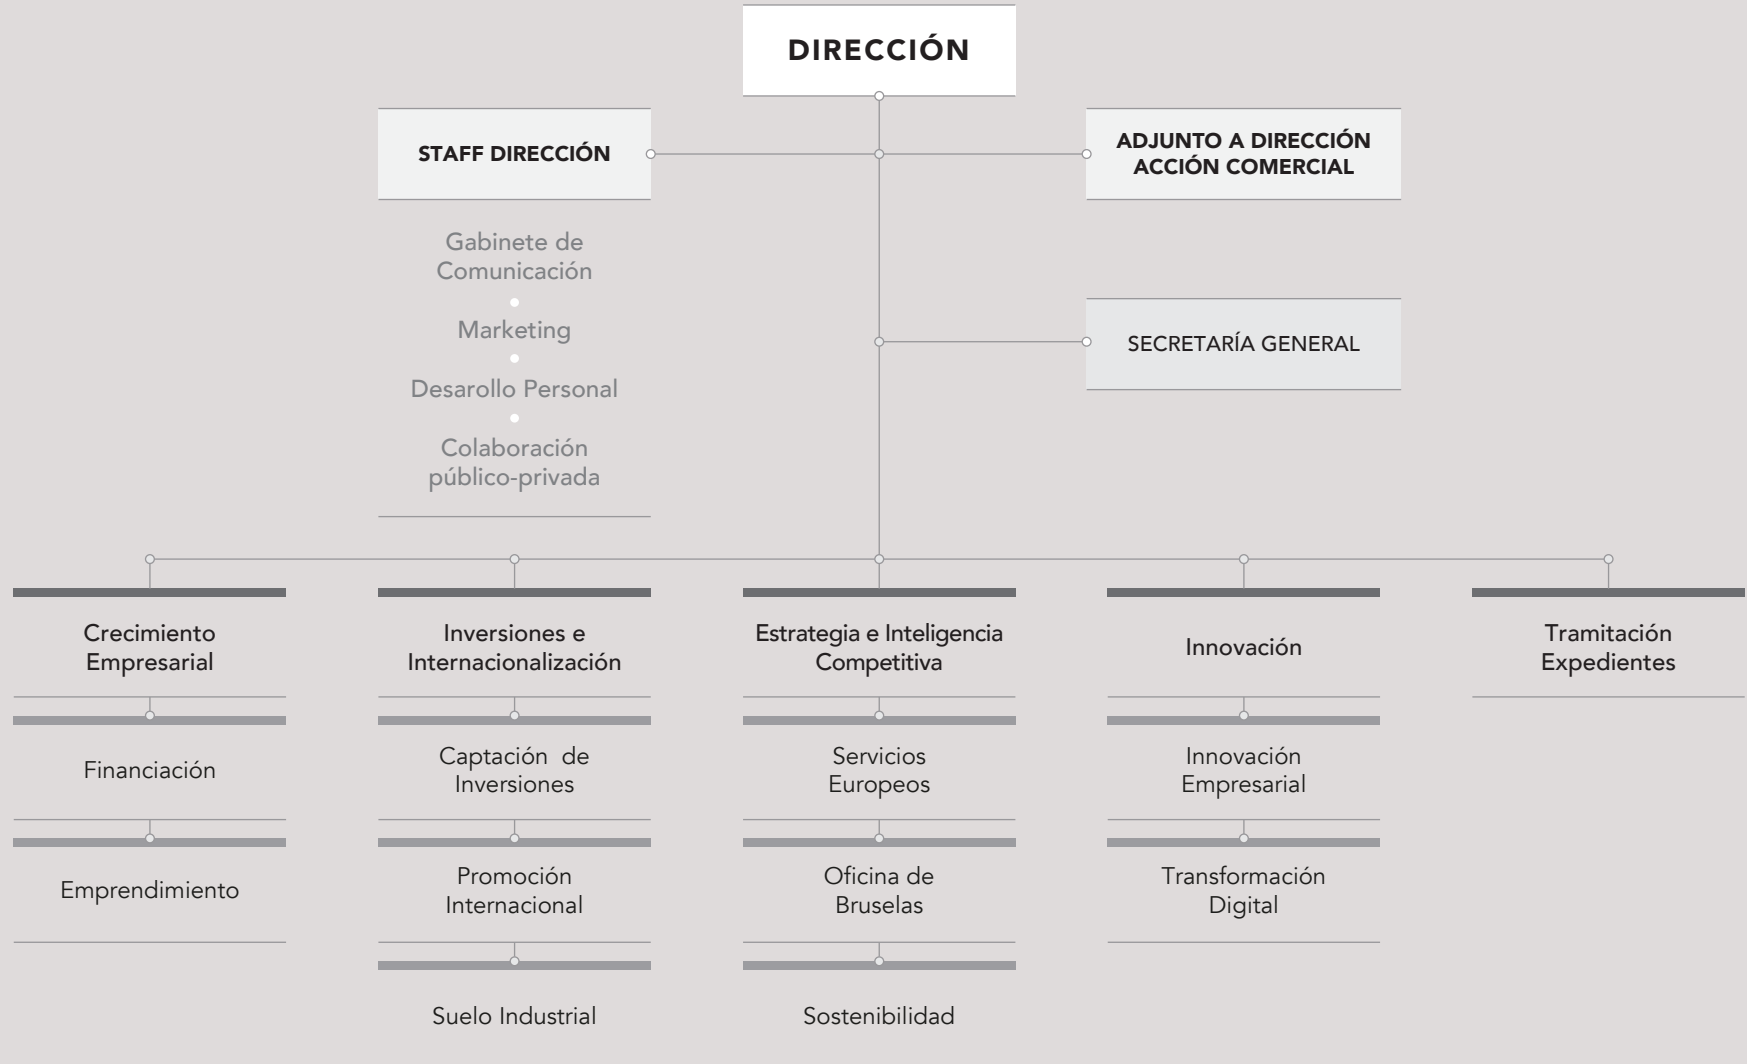 DIRECCIÓN
STAFF DIRECCIÓN
ADJUNTO A DIRECCIÓN
ACCIÓN COMERCIAL
Gabinete de
Comunicación
Marketing
Desarollo Personal
Colaboración
público-privada
SECRETARÍA GENERAL
Crecimiento
Empresarial
Financiación
Emprendimiento
Inversiones e
Internacionalización
Captación de
Inversiones
Promoción
Internacional
Suelo Industrial
Estrategia e Inteligencia
Competitiva
Servicios
Europeos
Oficina de
Bruselas
Sostenibilidad
Innovación
Innovación
Empresarial
Transformación
Digital
Tramitación
Expedientes